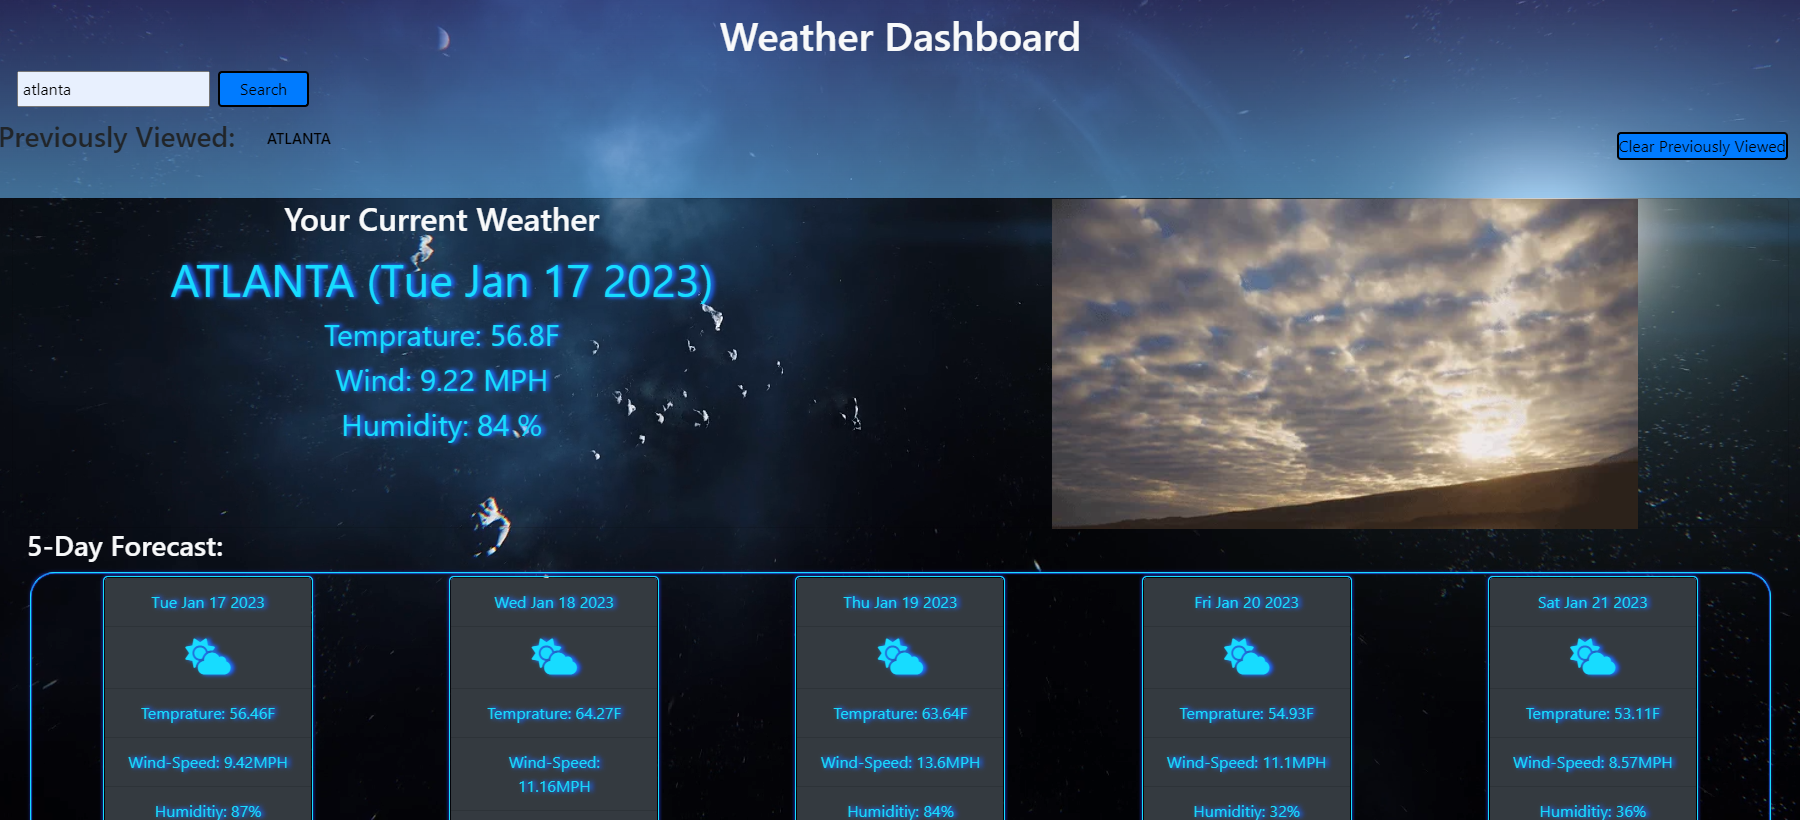 Weather Dashboard
atlanta
Search
Previously Viewed:
ATLANTA
Clear Previously Viewed
Your Current Weather
ATLANTA (Tue Jan 17 2023)
Temprature: 56.8F
Wind: 9.22 MPH
Humidity: 84 %
5-Day Forecast:
Tue Jan 17 2023
Temprature: 56.46F
Wind-Speed: 9.42MPH
Humiditiy: 87%
Wed Jan 18 2023
Temprature: 64.27F
Wind-Speed:
11.16MPH
Thu Jan 19 2023
Temprature: 63.64F
Wind-Speed: 13.6MPH
Humiditiy: 84%
Fri Jan 20 2023
Temprature: 54.93F
Wind-Speed: 11.1MPH
Humiditiy: 32%
Sat Jan 21 2023
Temprature: 53.11F
Wind-Speed: 8.57MPH
Humiditiy: 36%